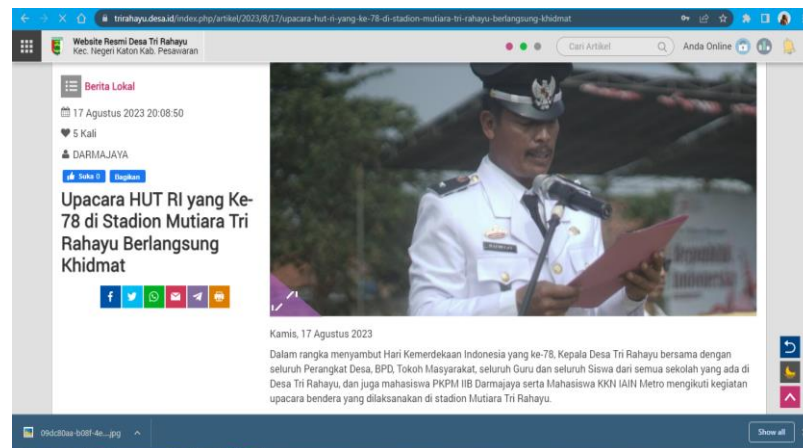 trirahayu.desa.id/index.php/artikel/2023/8/17/upacara-hut-ri-yang-ke-78-di-stadion-mutiara-tri-rahayu-berlangsung-khidmat
Website Resmi Desa Tri Rahayu
Kec. Negeri Katon Kab. Pesawaran
Cari Artikel
Anda Online
Berita Lokal
17 Agustus 2023 20:08:50
5 Kali
DARMAJAYA
Suka 0
Bagikan
Upacara HUT RI yang Ke-
78 di Stadion Mutiara Tri
Rahayu Berlangsung
Khidmat
Republik
Indonesia
Kamis, 17 Agustus 2023
Dalam rangka menyambut Hari Kemerdekaan Indonesia yang ke-78, Kepala Desa Tri Rahayu bersama dengan
seluruh Perangkat Desa, BPD, Tokoh Masyarakat, seluruh Guru dan seluruh Siswa dari semua sekolah yang ada di
Desa Tri Rahayu, dan juga mahasiswa PKPM IIB Darmajaya serta Mahasiswa KKN IAIN Metro mengikuti kegiatan
upacara bendera yang dilaksanakan di stadion Mutiara Tri Rahayu.
09dc80aa-b08f-4e....jpg
Show all